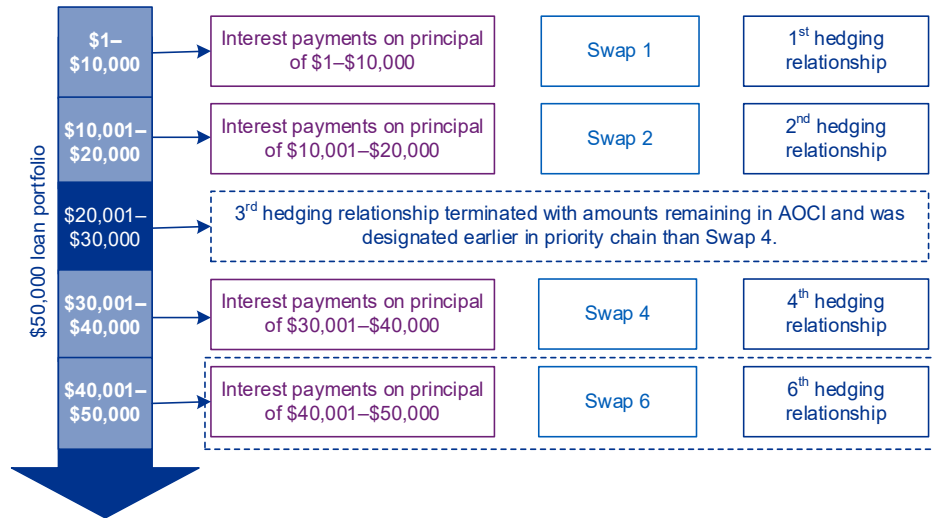 $50,000 loan portfolio
$1–
$10,000
Interest payments on principal
of $1–$10,000
Swap 1
1st hedging
relationship
$10,001–
$20,000
Interest payments on principal
of $10,001–$20,000
Swap 2
2nd hedging
relationship
$20,001–
$30,000
3rd hedging relationship terminated with amounts remaining in AOCI and was
designated earlier in priority chain than Swap 4.
$30,001–
$40,000
Interest payments on principal
of $30,001–$40,000
Swap 4
4th hedging
relationship
$40,001–
$50,000
Interest payments on principal
of $40,001–$50,000
Swap 6
6th hedging
relationship